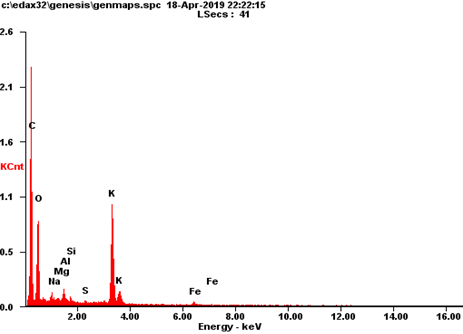 c:\edax32\genesis\genmaps.spc 18-Apr-2019 22:22:15
LSecs : 41
2.6
2.1
C
1.6
KCnt
1.1
O
K
0.5
Si
Al
Mg
Na
S
K
Fe
Fe
0.0
2.00 4.00 6.00 8.00 10.00 12.00 14.00 16.00
Energy - keV